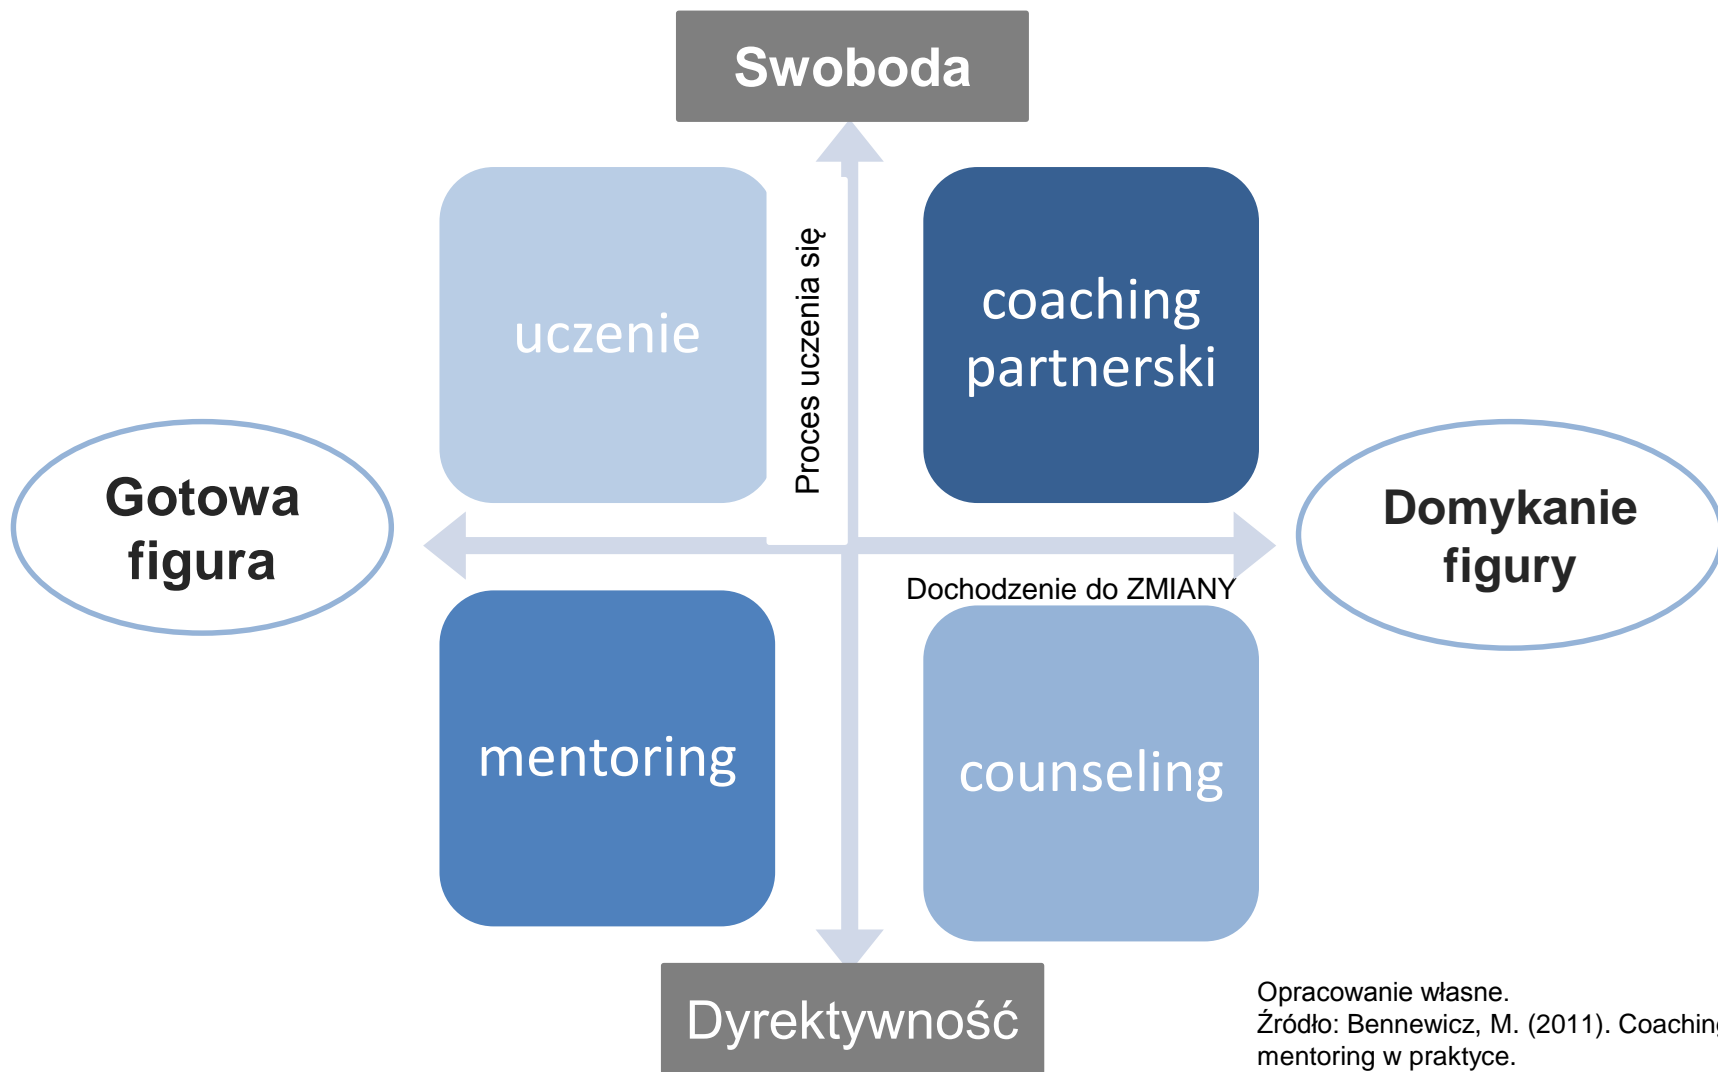 Swoboda
uczenie
Proces uczenia się
coaching
partnerski
Gotowa
figura
Domykanie
figury
Dochodzenie do ZMIANY
mentoring
counseling
Dyrektywność
Opracowanie własne.
Źródło: Bennewicz, M. (2011). Coaching
mentoring w praktyce.